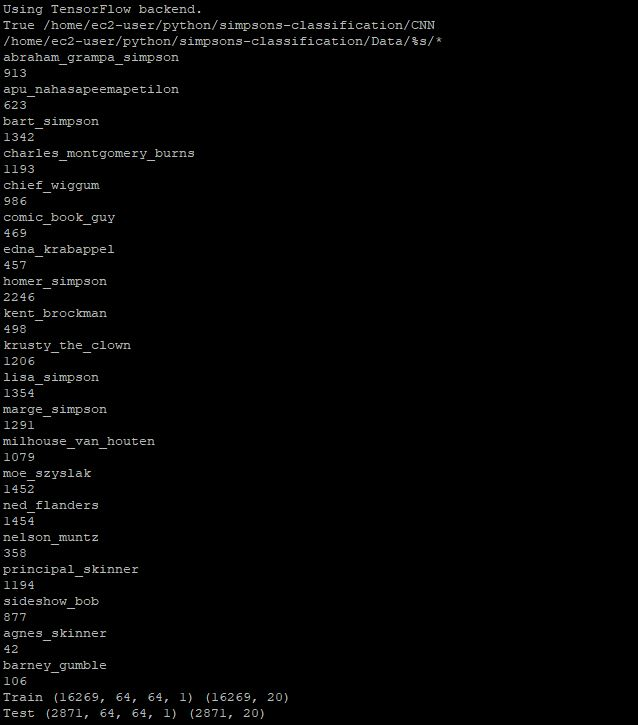 Using TensorFlow backend.
True /home/ec2-user/python/simpsons-classification/CNN
/home/ec2-user/python/simpsons-classification/Data/%s/*
abraham_grampa_simpson
913
apu_nahasapeemapetilon
623
bart_simpson
1342
charles_montgomery_burns
1193
chief_wiggum
986
comic_book_guy
469
edna_krabappel
457
homer_simpson
2246
kent_brockman
498
krusty_the_clown
1206
lisa_simpson
1354
marge_simpson
1291
milhouse_van_houten
1079
moe_szyslak
1452
ned_flanders
1454
nelson_muntz
358
principal_skinner
1194
sideshow_bob
877
agnes_skinner
42
barney_gumble
106
Train (16269, 64, 64, 1) (16269, 20)
Test (2871, 64, 64, 1) (2871, 20)